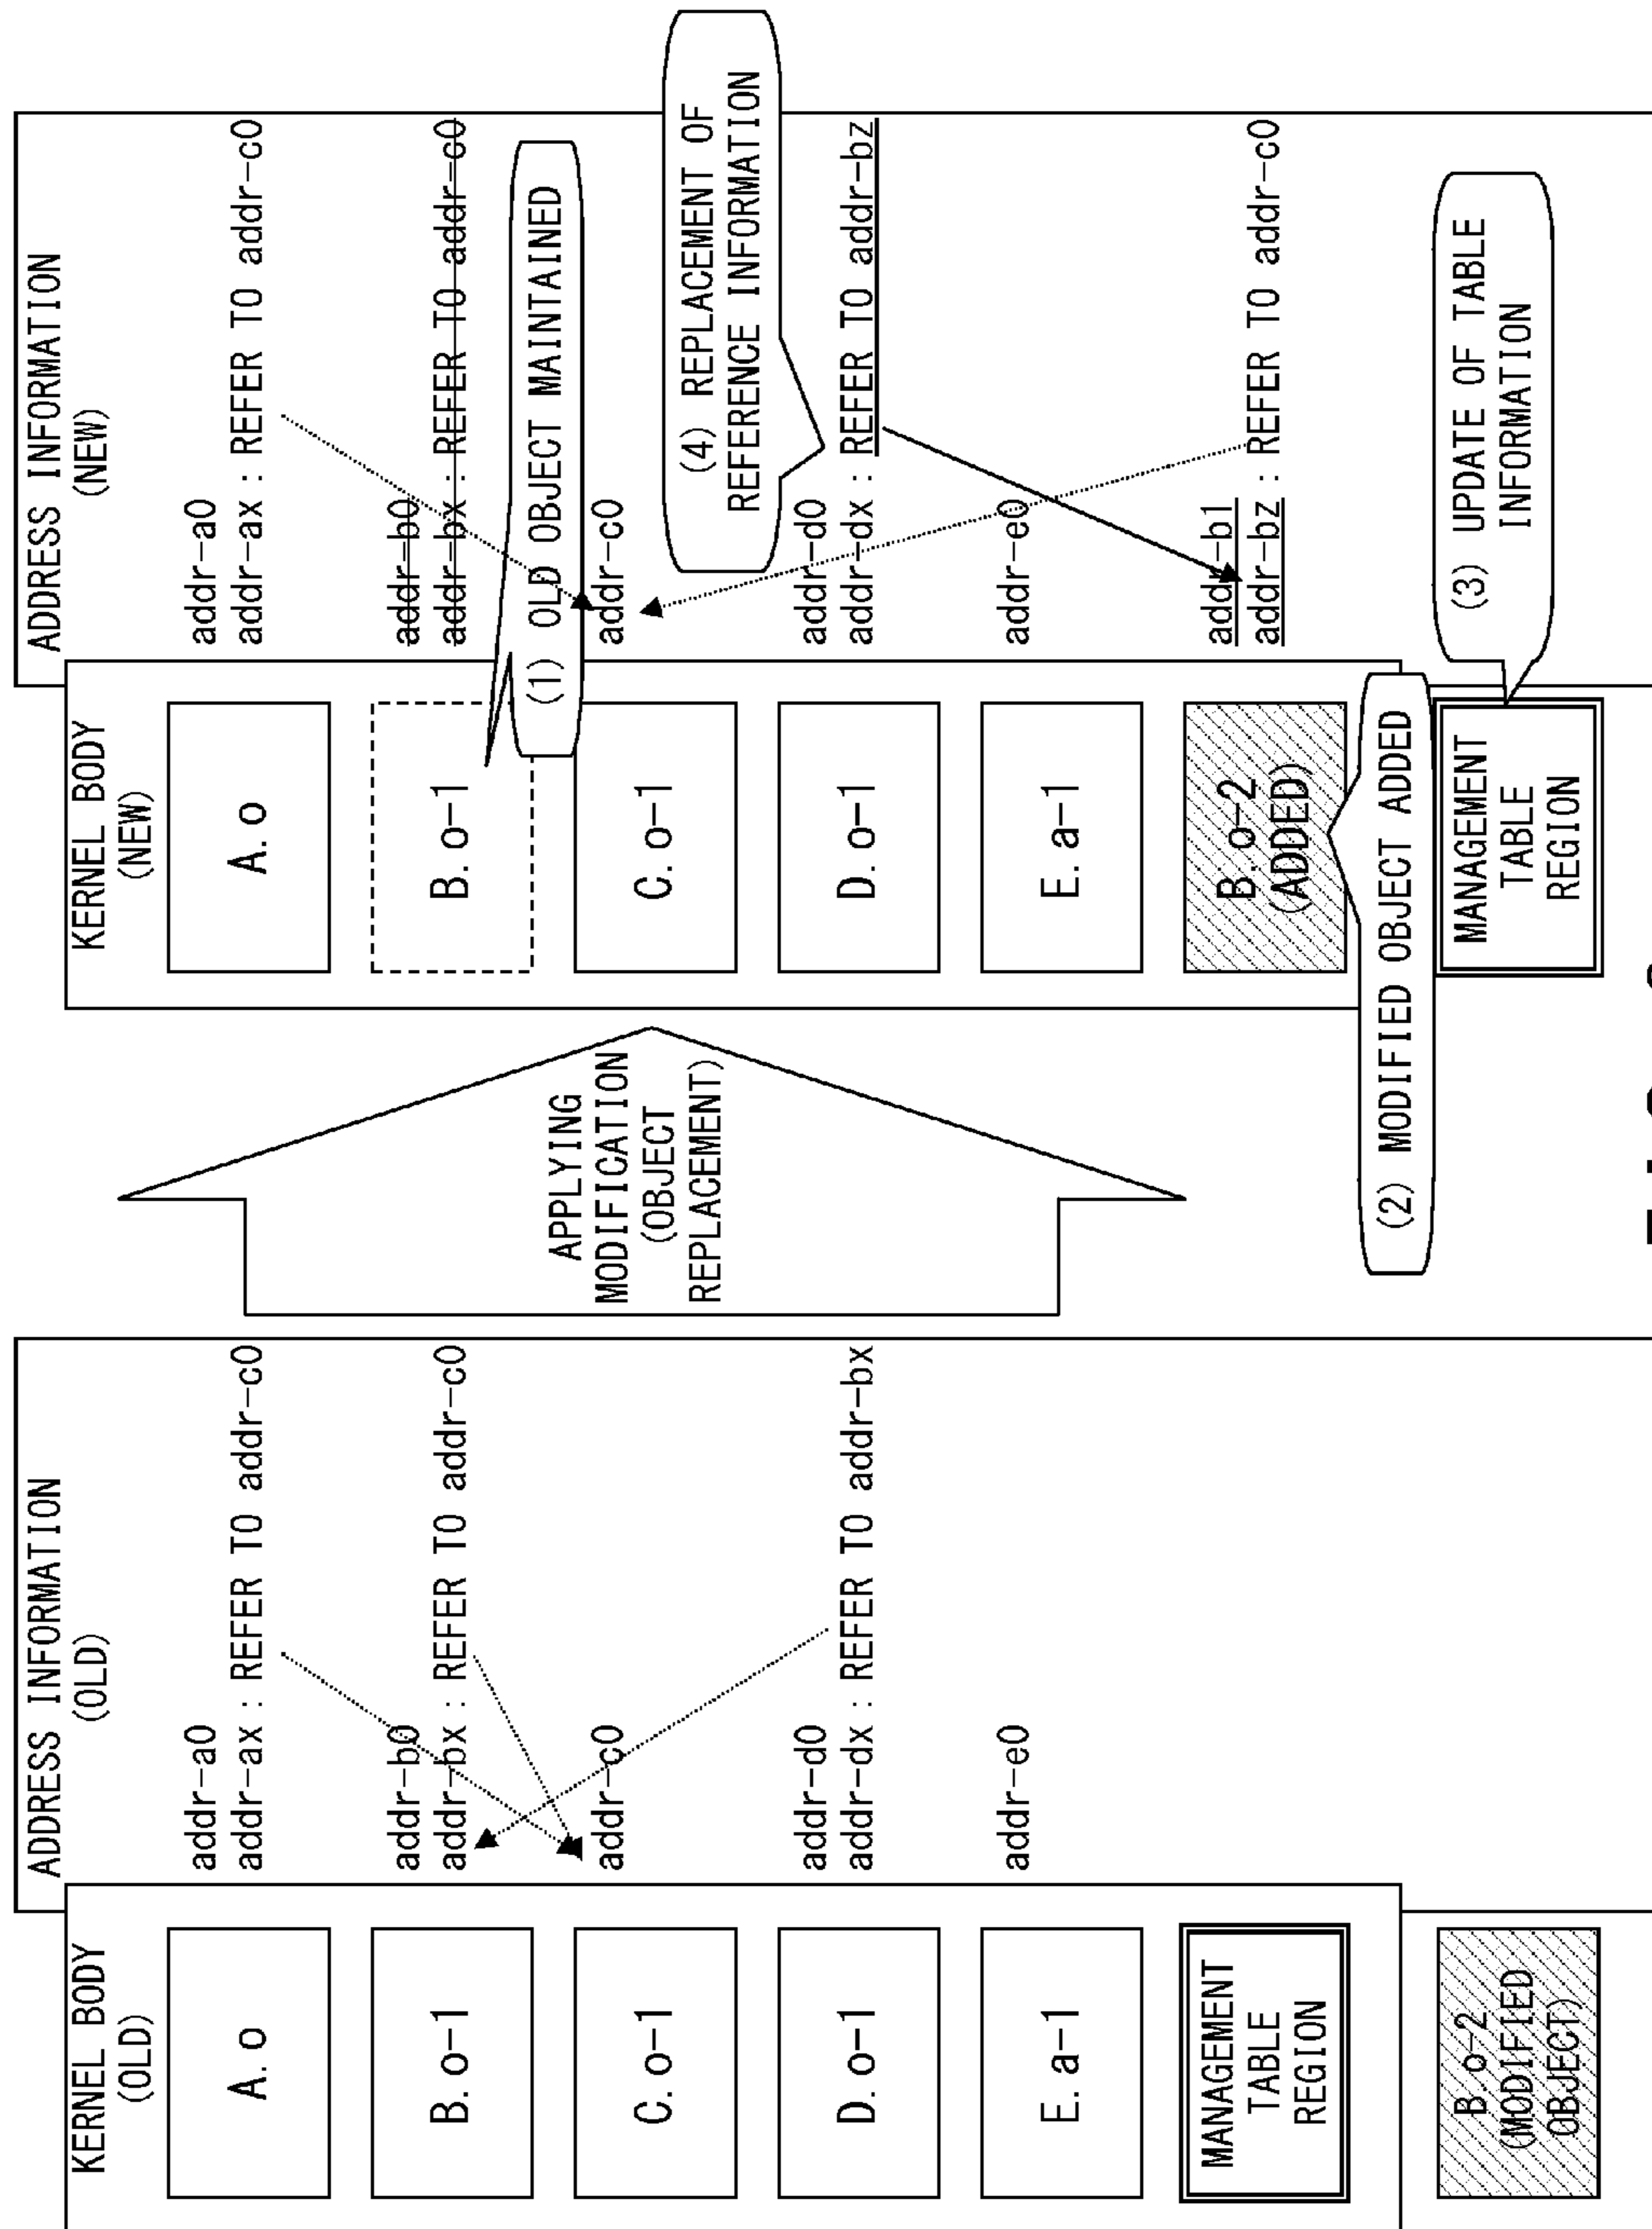 KERNEL BODY
(OLD)
A. o
B. o-1
C. o-1
D. o-1
E. a-1
MANAGEMENT
TABLE
REGION
B. o-2
(MODIFIED
OBJECT)
ADDRESS INFORMATION
(OLD)
addr-a0
addr-ax : REFER TO addr-c0
addr-b0
addr-bx : REFER TO addr-c0
addr-c0
addr-d0
addr-dx : REFER TO addr-bx
addr-e0
APPLYING
MODIFICATION
(OBJECT
REPLACEMENT)
KERNEL BODY
(NEW)
A. o
B. o-1
C. o-1
D. o-1
E. a-1
B. o-2
(ADDED)
MANAGEMENT
TABLE
REGION
ADDRESS INFORMATION
(NEW)
addr-a0
addr-ax : REFER TO addr-c0
addr-b0
addr-bx : REFER TO addr-c0
(1) OLD OBJECT MAINTAINED
addr-c0
(4) REPLACEMENT OF
REFERENCE INFORMATION
addr-d0
addr-dx : REFER TO addr-bz
addr-e0
addr-b1
addr-bz : REFER TO addr-c0
(2) MODIFIED OBJECT ADDED
(3) UPDATE OF TABLE
INFORMATION